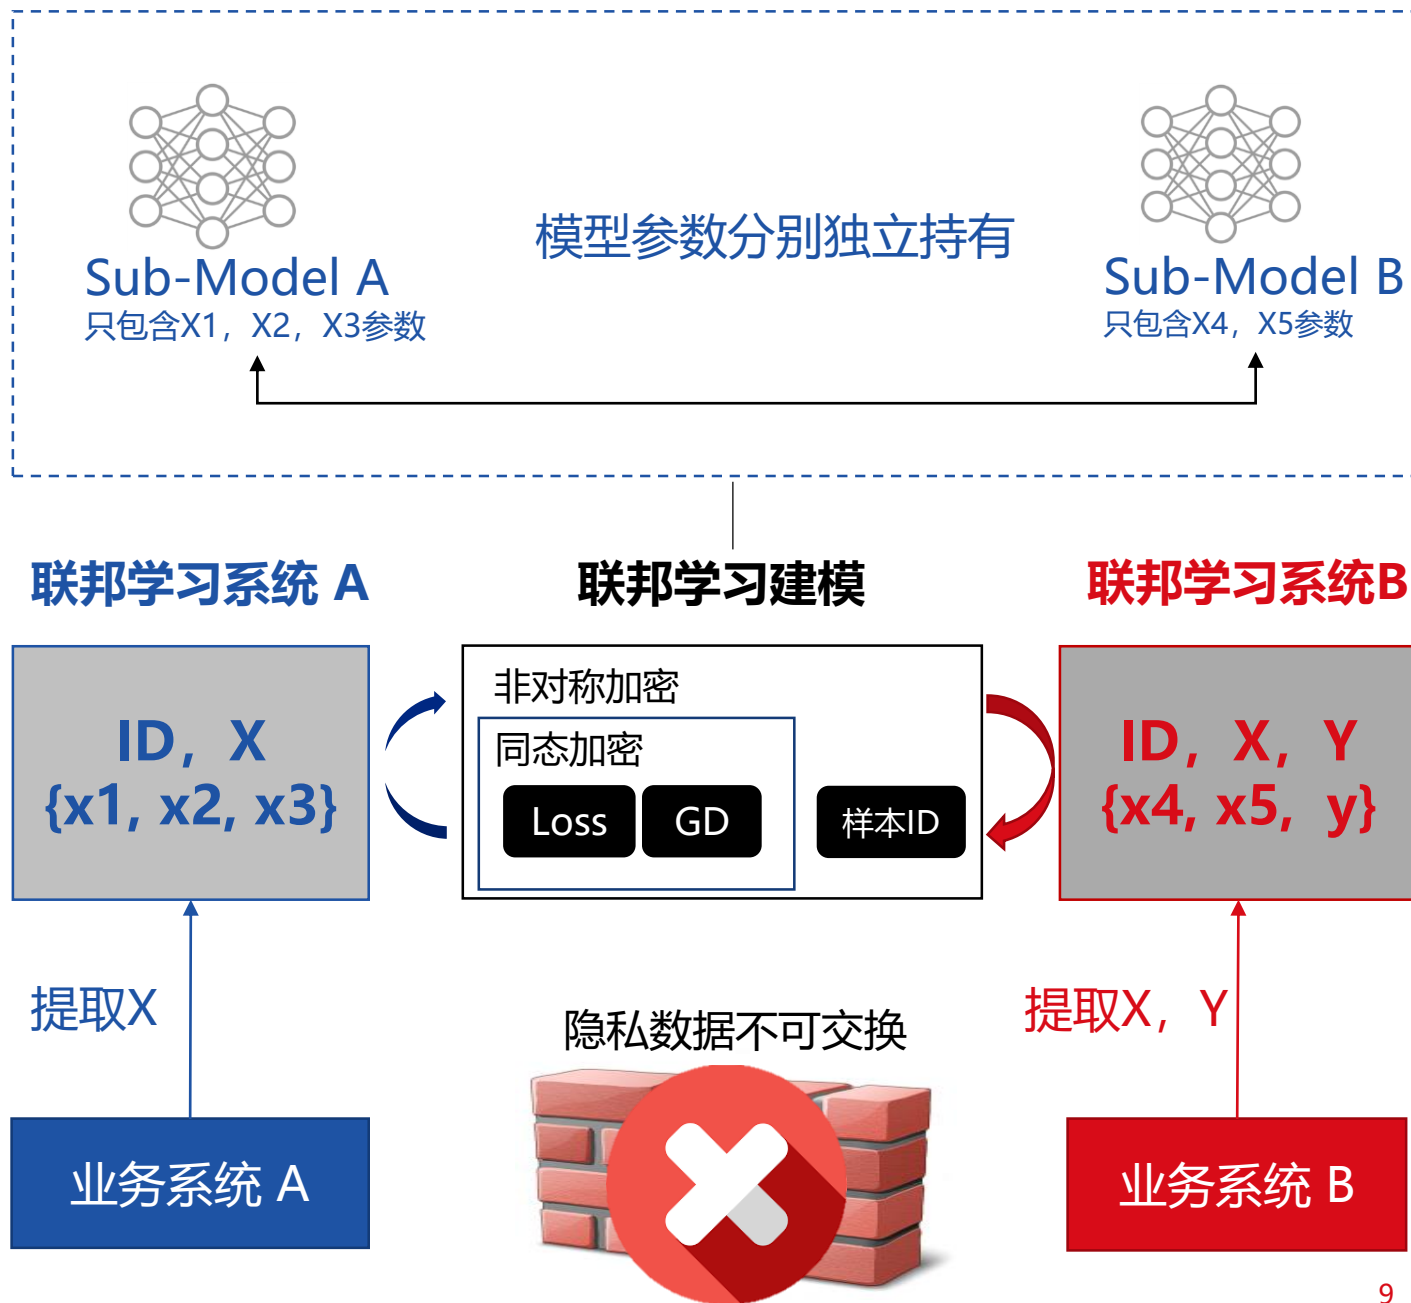 模型参数分别独立持有
Sub-Model A
只包含X1，X2，X3参数
Sub-Model B
只包含X4，X5参数
联邦学习系统 A
联邦学习建模
联邦学习系统B
ID，X
{x1, x2, x3}
非对称加密
同态加密
Loss
GD
样本ID
ID，X，Y
{x4, x5，y}
提取X
隐私数据不可交换
提取X，Y
业务系统 A
业务系统 B
9